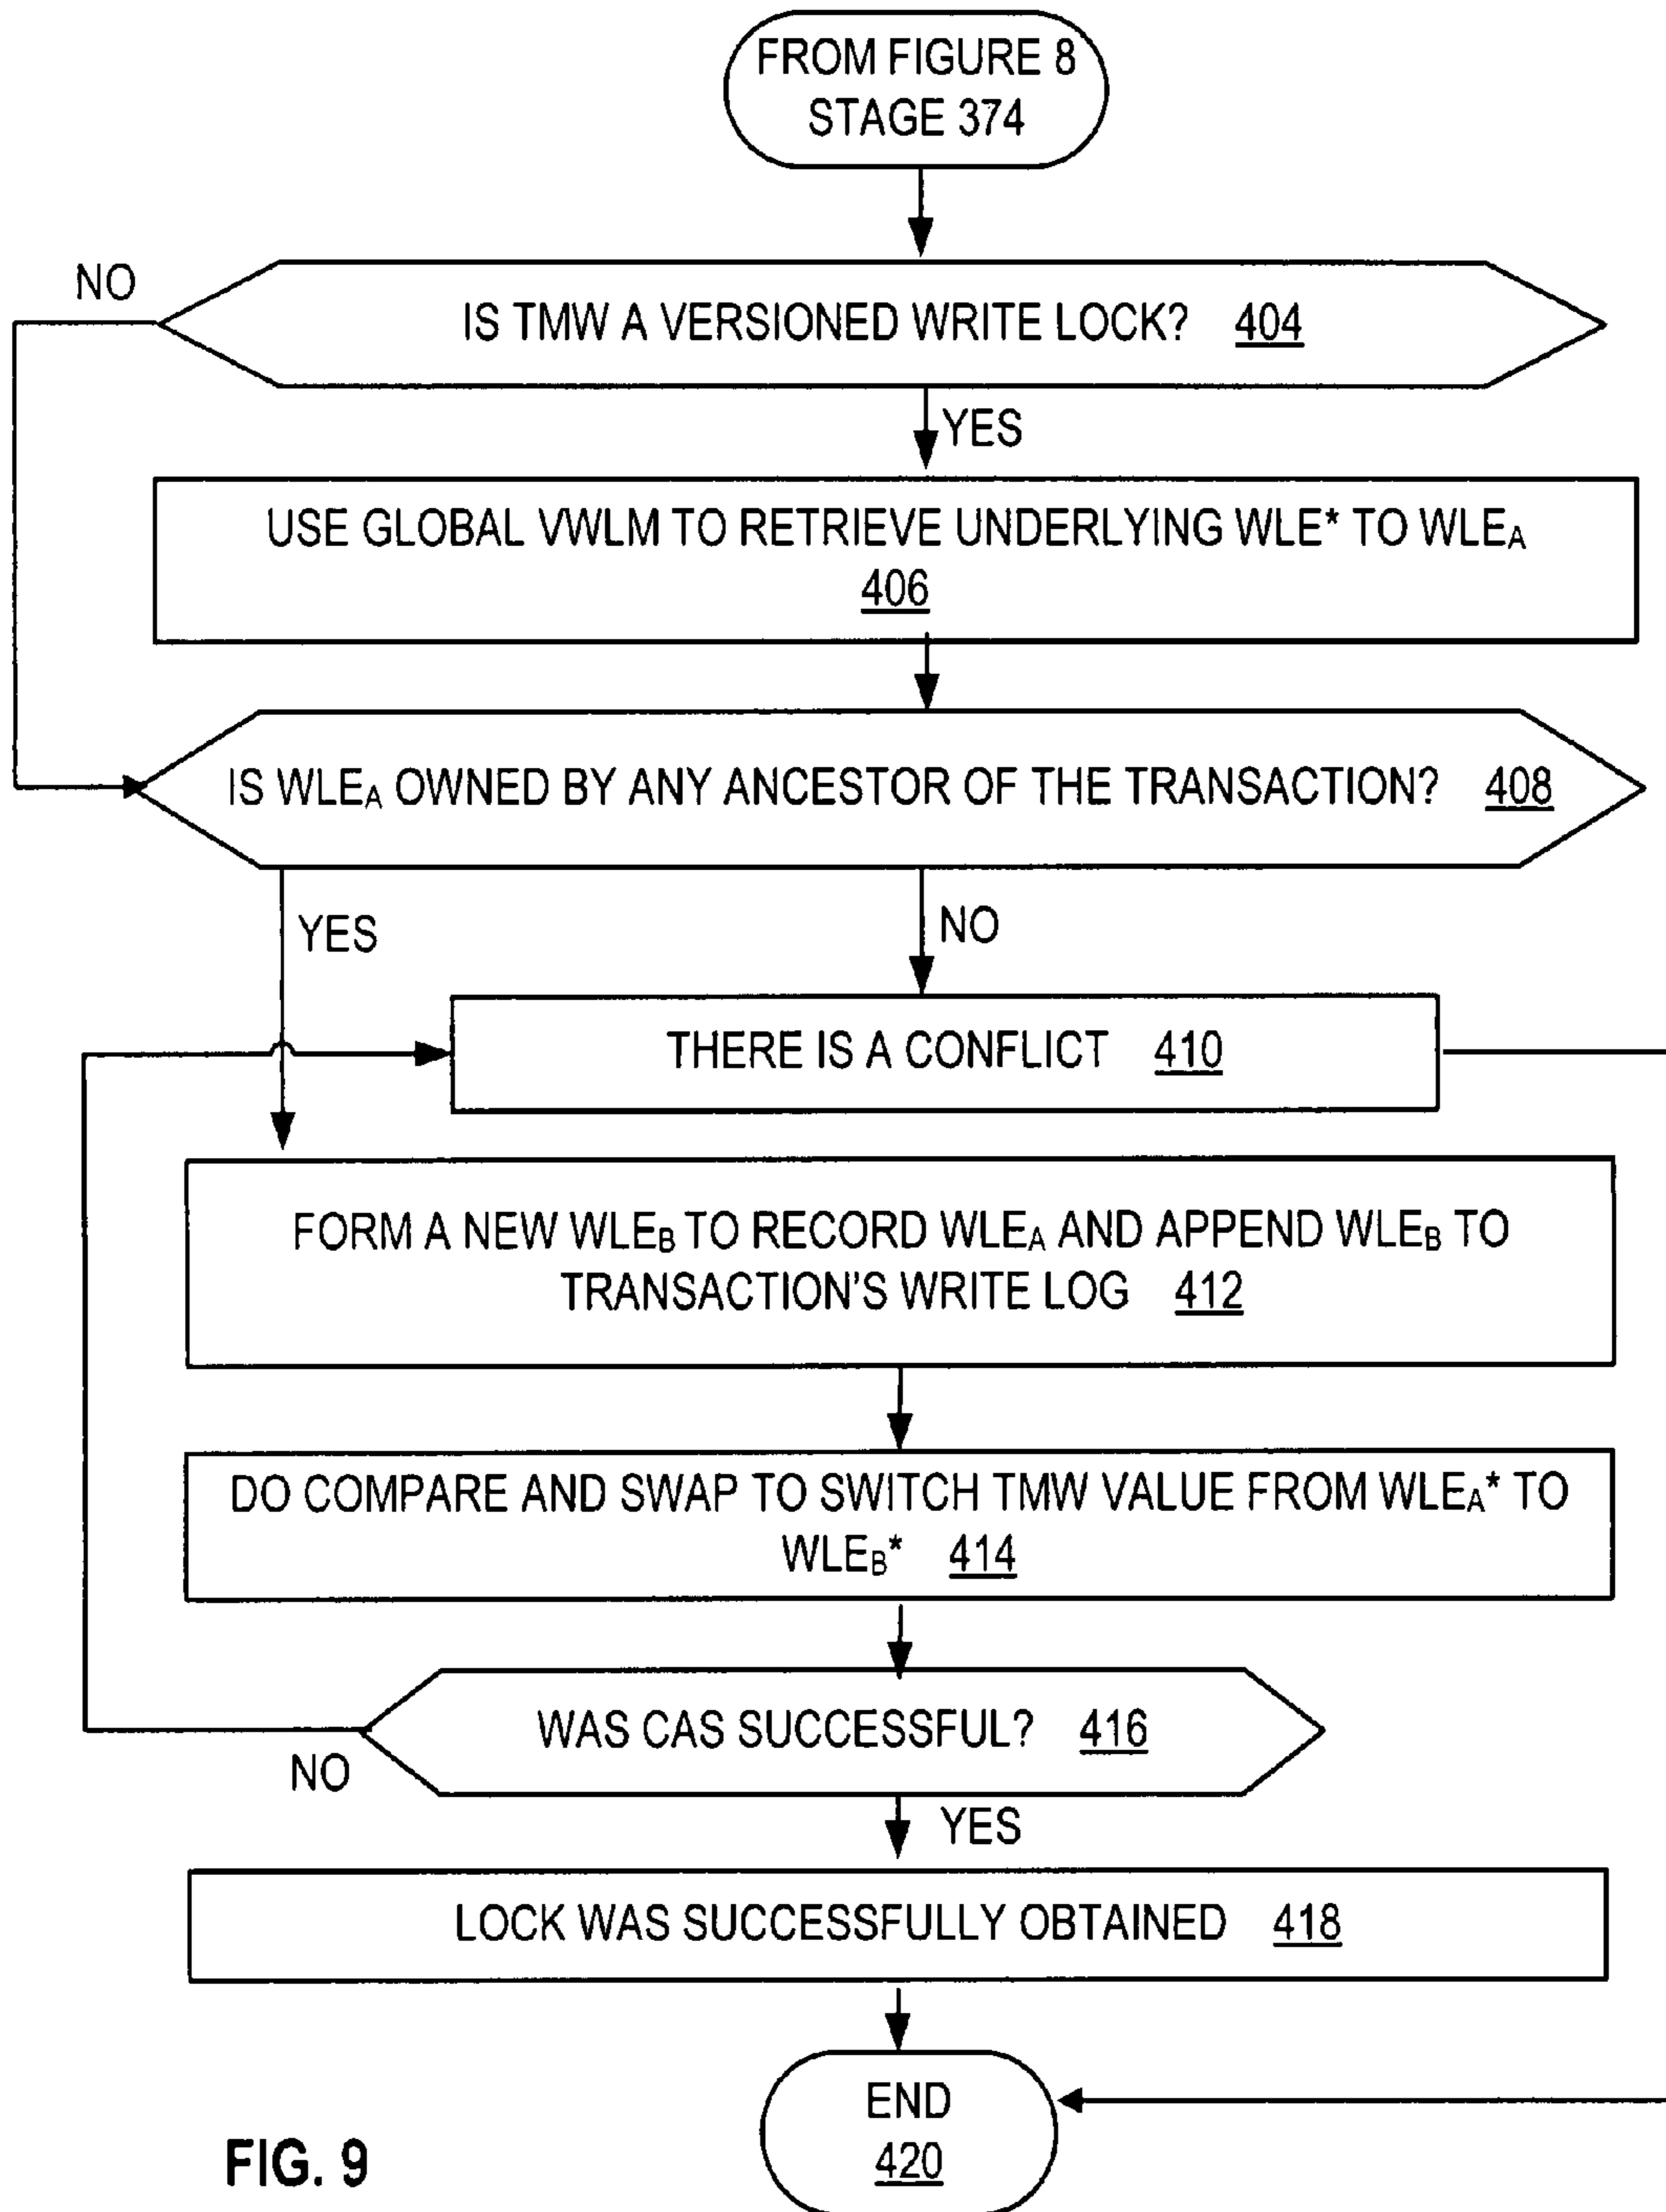 FROM FIGURE 8
STAGE 374
NO
IS TMW A VERSIONED WRITE LOCK? 404
YES
USE GLOBAL VWLM TO RETRIEVE UNDERLYING WLE* TO WLEA
406
IS WLEA OWNED BY ANY ANCESTOR OF THE TRANSACTION? 408
YES
NO
THERE IS A CONFLICT 410
FORM A NEW WLEB TO RECORD WLEA AND APPEND WLEB TO
TRANSACTION'S WRITE LOG 412
DO COMPARE AND SWAP TO SWITCH TMW VALUE FROM WLEA* TO
WLEB* 414
WAS CAS SUCCESSFUL? 416
NO
YES
LOCK WAS SUCCESSFULLY OBTAINED 418
END
420
FIG. 9